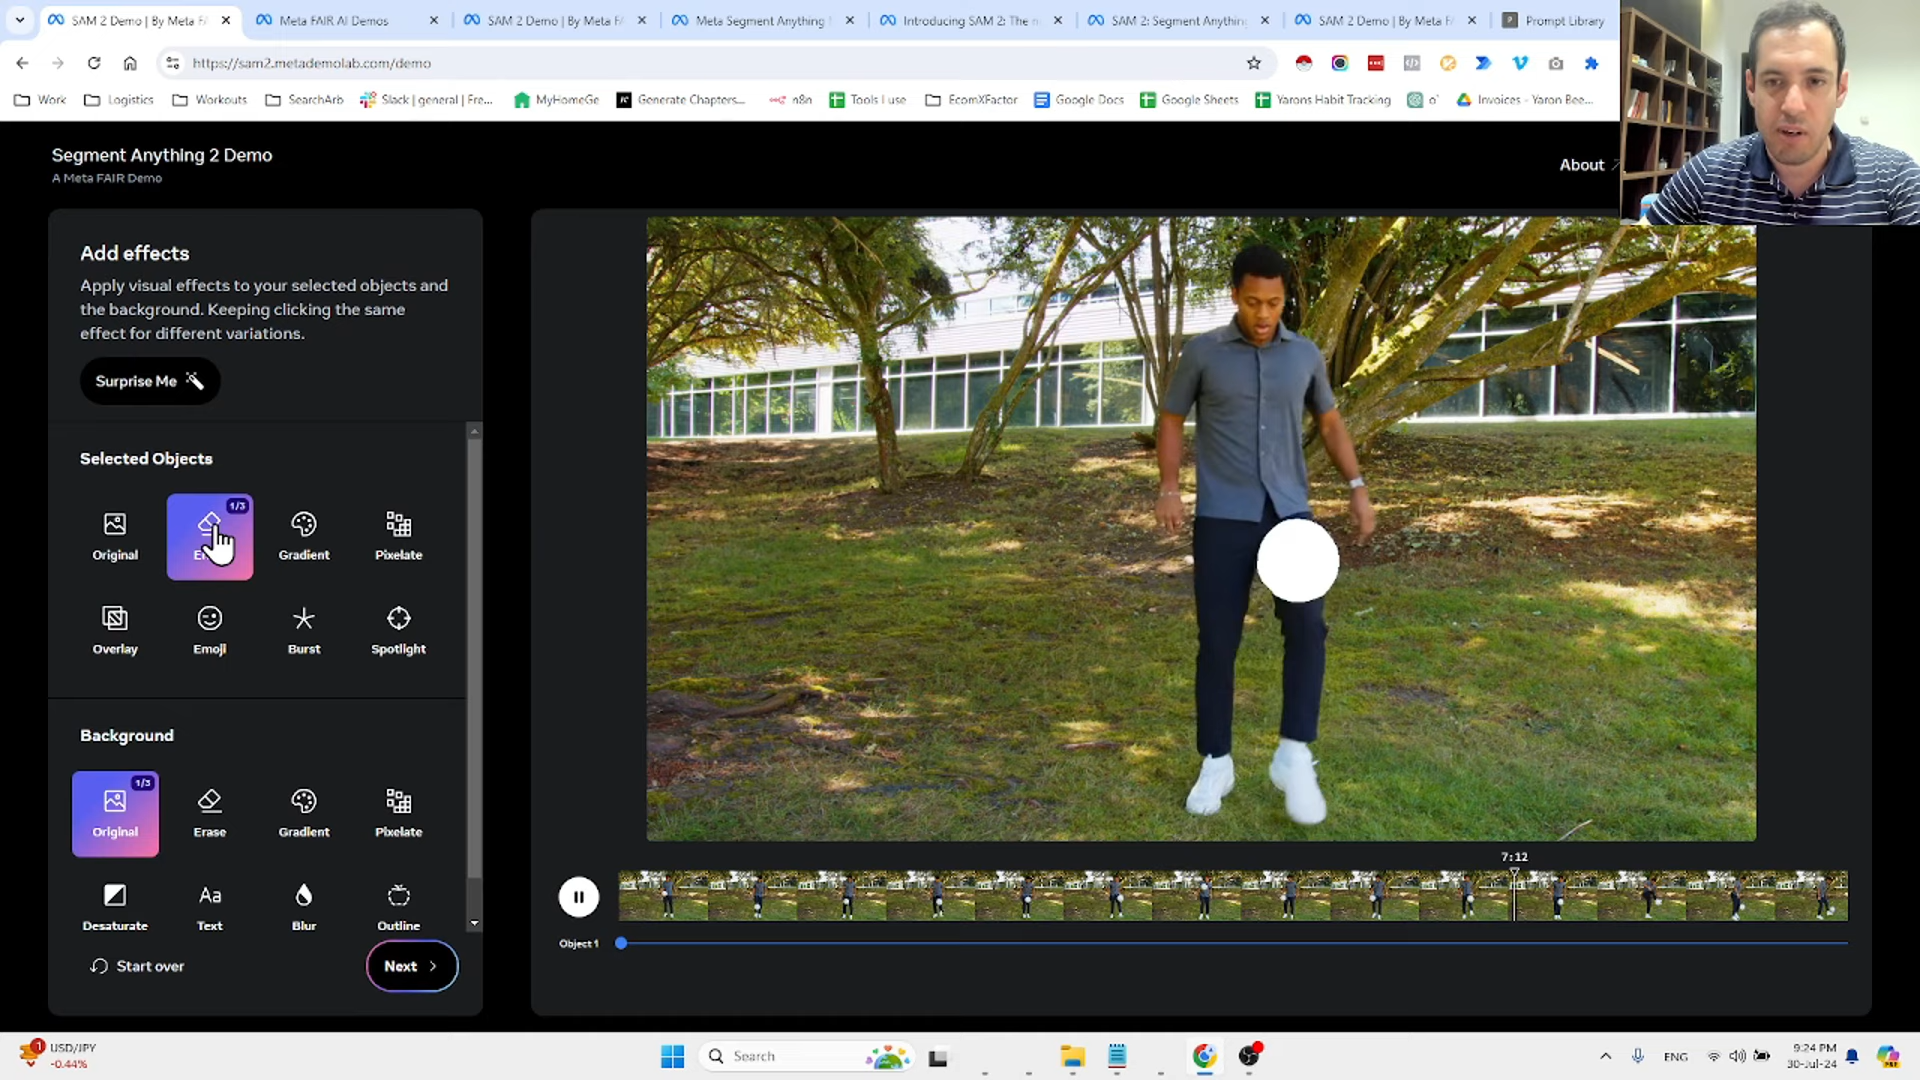 SAM 2 Demo | By Meta F
Meta FAIR AI Demos
SAM 2 Demo | By Meta F
Meta Segment Anything
Introducing SAM 2: The n
SAM 2: Segment Anything
SAM 2 Demo | By Meta F
Prompt Library
https://sam2.metademolab.com/demo
Work
Logistics
Workouts
SearchArb
Slack | general | Fre...
MyHomeGe
Generate Chapters...
n8n
Tools I use
EcomXFactor
Google Docs
Google Sheets
Yarons Habit Tracking
Invoices - Yaron Bee...
Segment Anything 2 Demo
A Meta FAIR Demo
About
Add effects
Apply visual effects to your selected objects and
the background. Keeping clicking the same
effect for different variations.
Surprise Me
Selected Objects
1/3
Original
Gradient
Pixelate
Overlay
Emoji
Burst
Spotlight
Background
1/3
Original
Erase
Gradient
Pixelate
Desaturate
Text
Blur
Outline
Start over
Next
7:12
Object 1
1
USD/JPY
-0.44%
Search
ENG
9:24 PM
30-Jul-24